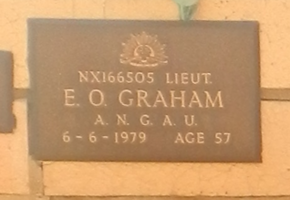 NX166505 LIEUT.
E. O. GRAHAM
A. N. G. A. U.
6-6-1979 AGE 57